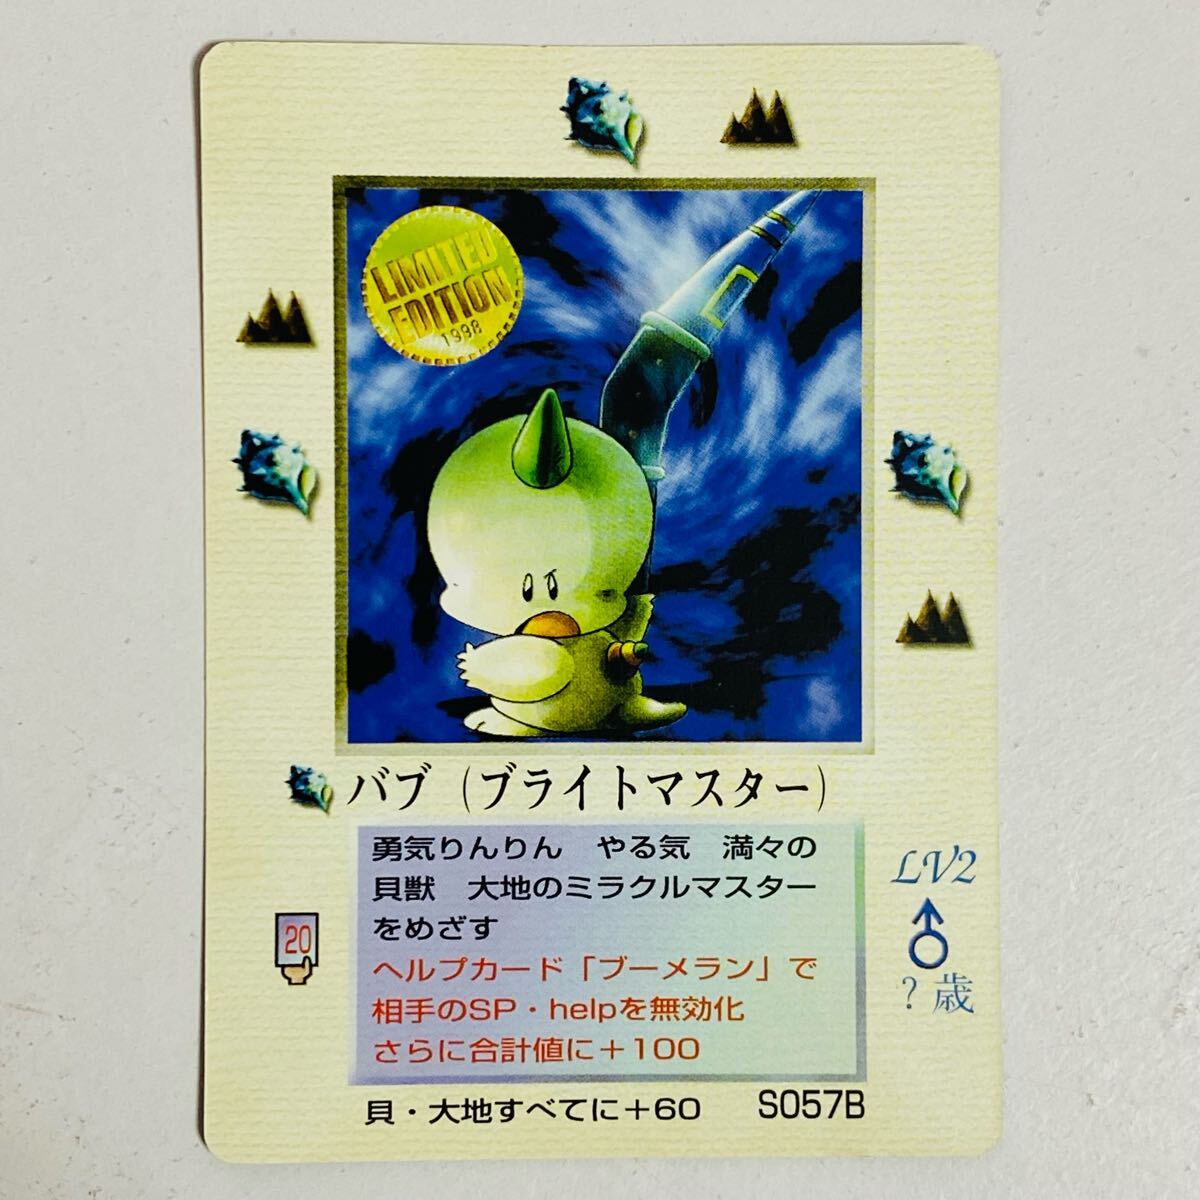 LIMITED
EDITION
1998
バブ（ブライトマスター）
勇気りんりん　やる気　満々の
貝獣　大地のミラクルマスター
をめざす
ヘルプカード「ブーメラン」で
相手のSP・helpを無効化
さらに合計値に＋100
LV2
♂
？歳
20
貝・大地すべてに＋60
S057B